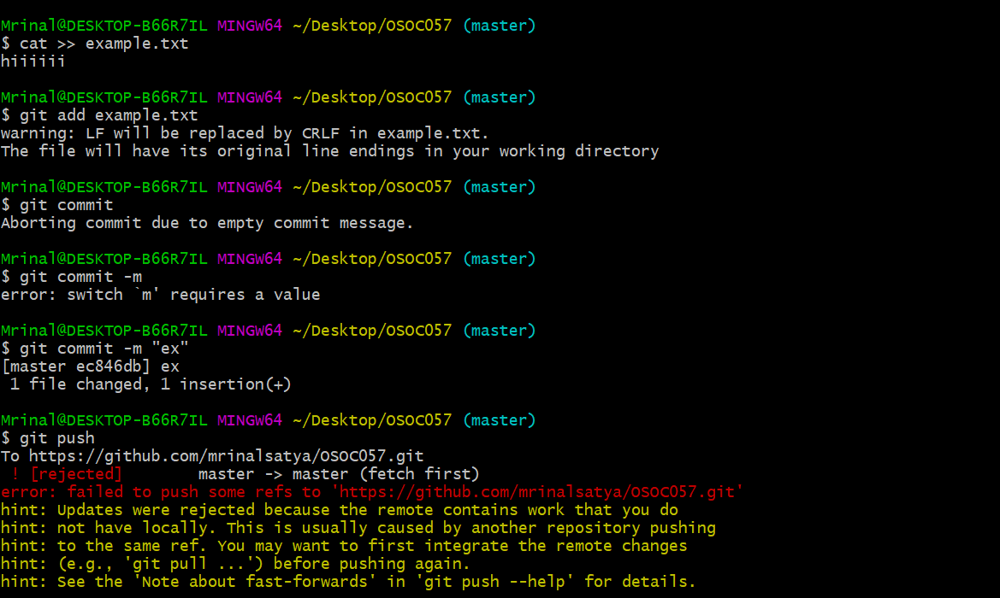 Mrinal@DESKTOP-B66R7IL MINGW64 ~/Desktop/OSOC057 (master)
$ cat >> example.txt
hiiiiii
Mrinal@DESKTOP-B66R7IL MINGW64 ~/Desktop/OSOC057 (master)
$ git add example.txt
warning: LF will be replaced by CRLF in example.txt.
The file will have its original line endings in your working directory
Mrinal@DESKTOP-B66R7IL MINGW64 ~/Desktop/OSOC057 (master)
$ git commit
Aborting commit due to empty commit message.
Mrinal@DESKTOP-B66R7IL MINGW64 ~/Desktop/OSOC057 (master)
$ git commit -m
error: switch `m' requires a value
Mrinal@DESKTOP-B66R7IL MINGW64 ~/Desktop/OSOC057 (master)
$ git commit -m "ex"
[master ec846db] ex
 1 file changed, 1 insertion(+)
Mrinal@DESKTOP-B66R7IL MINGW64 ~/Desktop/OSOC057 (master)
$ git push
To https://github.com/mrinalsatya/OSOC057.git
 ! [rejected]        master -> master (fetch first)
error: failed to push some refs to 'https://github.com/mrinalsatya/OSOC057.git'
hint: Updates were rejected because the remote contains work that you do
hint: not have locally. This is usually caused by another repository pushing
hint: to the same ref. You may want to first integrate the remote changes
hint: (e.g., 'git pull ...') before pushing again.
hint: See the 'Note about fast-forwards' in 'git push --help' for details.